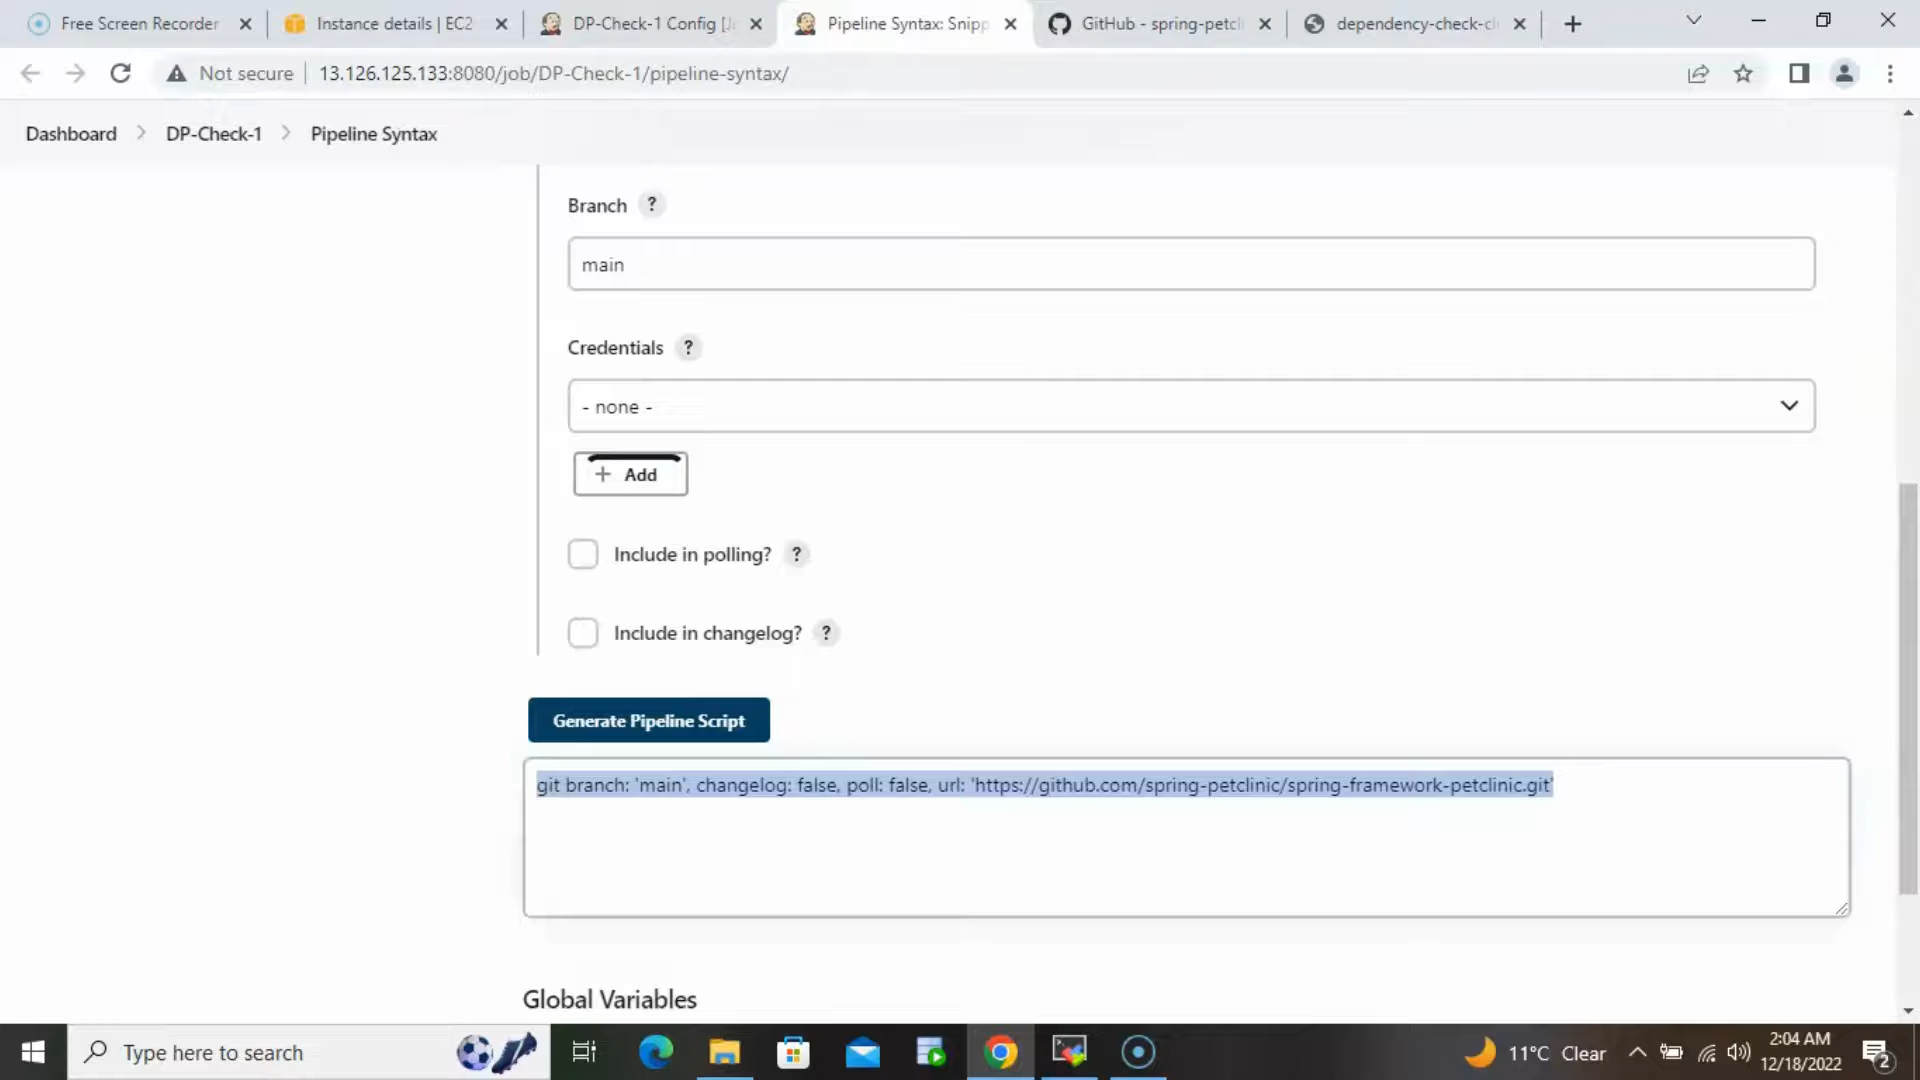 Free Screen Recorder
Instance details | EC2
DP-Check-1 Config [J
Pipeline Syntax: Snipp
GitHub - spring-petcli
dependency-check-cl
Not secure
13.126.125.133:8080/job/DP-Check-1/pipeline-syntax/
Dashboard > DP-Check-1 > Pipeline Syntax
Branch ?
main
Credentials ?
- none -
+ Add
Include in polling? ?
Include in changelog? ?
Generate Pipeline Script
git branch: 'main', changelog: false, poll: false, url: 'https://github.com/spring-petclinic/spring-framework-petclinic.git'
Global Variables
Type here to search
11°C Clear
2:04 AM
12/18/2022
2